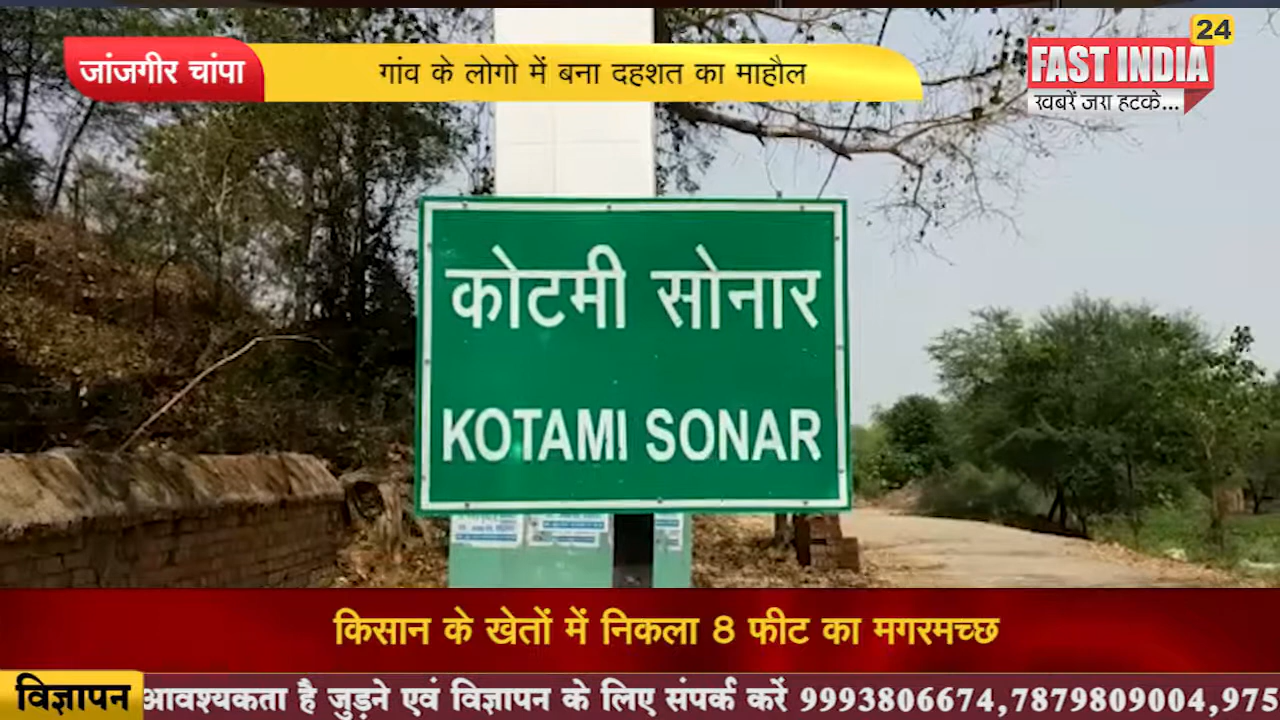 24
जांजगीर चांपा
गांव के लोगो में बना दहशत का माहौल
FAST INDIA
खबरें जरा हटके...
कोटमी सोनार
KOTAMI SONAR
किसान के खेतों में निकला 8 फीट का मगरमच्छ
विज्ञापन
आवश्यकता है जुड़ने एवं विज्ञापन के लिए संपर्क करें 9993806674,7879809004,975